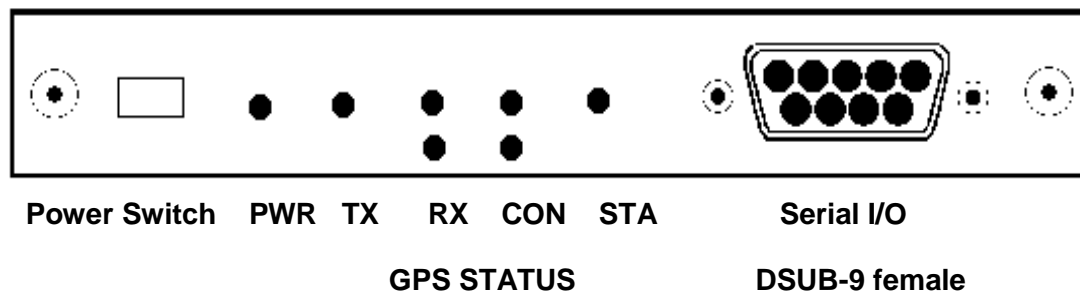 Power Switch PWR TX RX CON STA Serial I/O
GPS STATUS DSUB-9 female